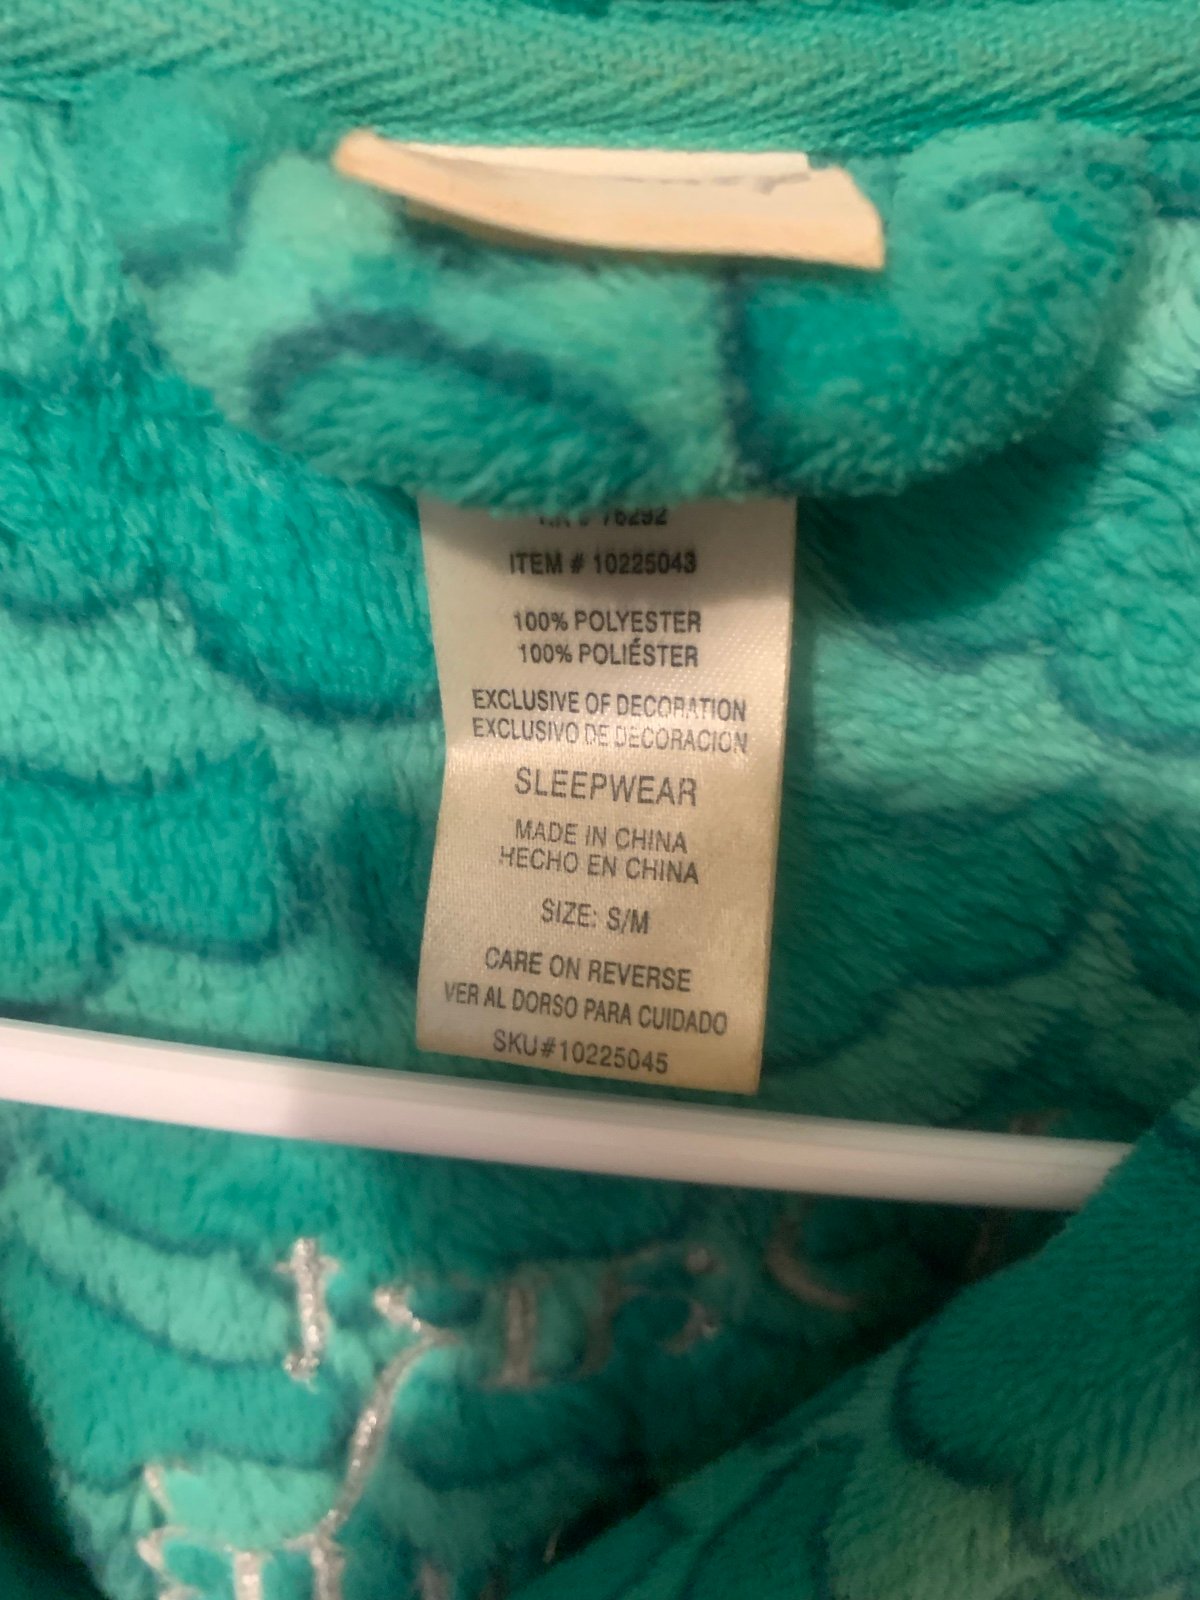 76292
ITEM # 10225043
100% POLYESTER
100% POLIÉSTER
EXCLUSIVE OF DECORATION
EXCLUSIVO DE DECORACION
SLEEPWEAR
MADE IN CHINA
HECHO EN CHINA
SIZE: S/M
CARE ON REVERSE
VER AL DORSO PARA CUIDADO
SKU#10225045